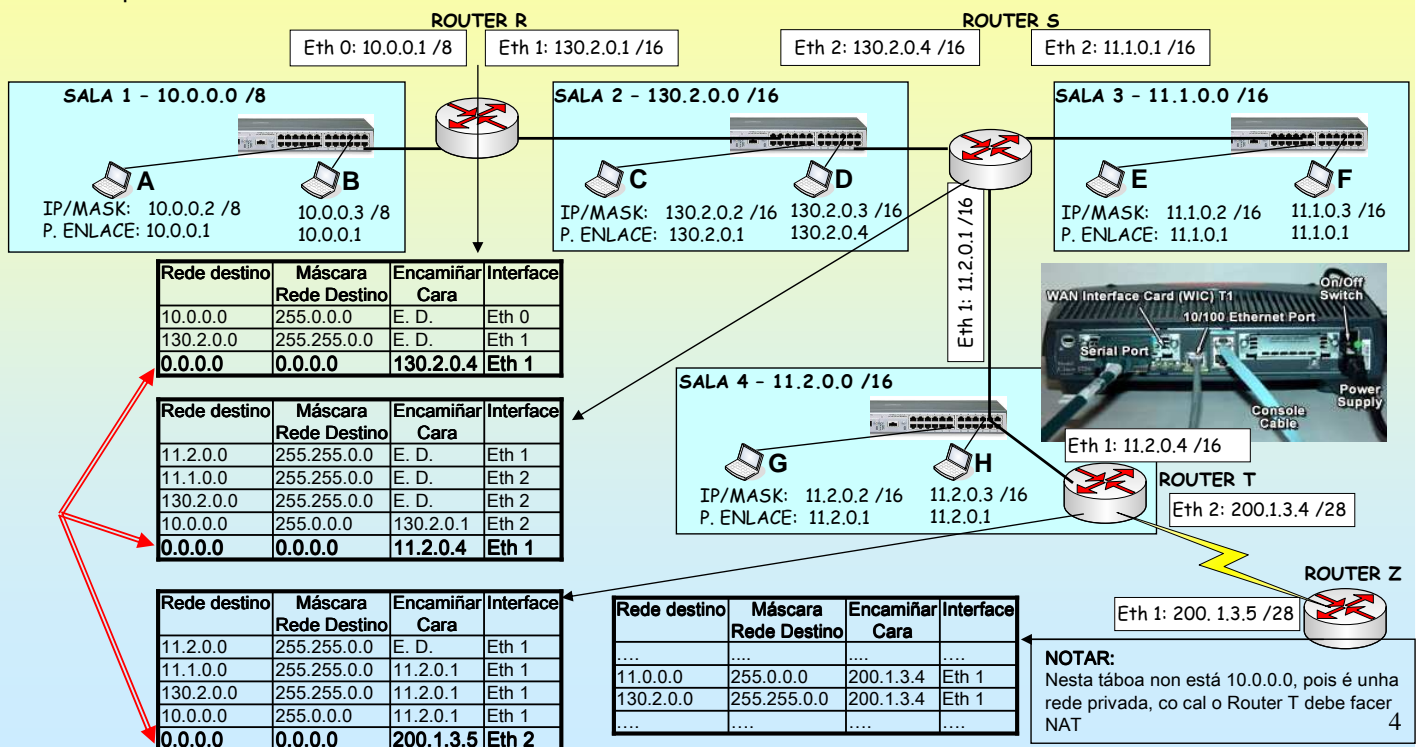 ROUTER R
ROUTER S
Eth 0: 10.0.0.1 /8
Eth 1: 130.2.0.1 /16
Eth 2: 130.2.0.4 /16
Eth 2: 11.1.0.1 /16
SALA 1 - 10.0.0.0 /8
A
B
IP/MASK: 10.0.0.2 /8
P. ENLACE: 10.0.0.1
10.0.0.3 /8
10.0.0.1
SALA 2 - 130.2.0.0 /16
C
D
IP/MASK: 130.2.0.2 /16
P. ENLACE: 130.2.0.1
130.2.0.3 /16
130.2.0.4
SALA 3 - 11.1.0.0 /16
E
F
IP/MASK: 11.1.0.2 /16
P. ENLACE: 11.1.0.1
11.1.0.3 /16
11.1.0.1
Eth 1: 11.2.0.1 /16
Rede destino Máscara Rede Destino Encamiñar Cara Interface
10.0.0.0 255.0.0.0 E. D. Eth 0
130.2.0.0 255.255.0.0 E. D. Eth 1
0.0.0.0 0.0.0.0 130.2.0.4 Eth 1
Rede destino Máscara Rede Destino Encamiñar Cara Interface
11.2.0.0 255.255.0.0 E. D. Eth 1
11.1.0.0 255.255.0.0 E. D. Eth 2
130.2.0.0 255.255.0.0 E. D. Eth 2
10.0.0.0 255.0.0.0 130.2.0.1 Eth 2
0.0.0.0 0.0.0.0 11.2.0.4 Eth 1
WAN Interface Card (WIC) T1
On/Off Switch
10/100 Ethernet Port
Serial Port
Power Supply
Console Cable
SALA 4 - 11.2.0.0 /16
G
H
IP/MASK: 11.2.0.2 /16
P. ENLACE: 11.2.0.1
11.2.0.3 /16
11.2.0.1
Eth 1: 11.2.0.4 /16
ROUTER T
Eth 2: 200.1.3.4 /28
ROUTER Z
Eth 1: 200. 1.3.5 /28
Rede destino Máscara Rede Destino Encamiñar Cara Interface
11.2.0.0 255.255.0.0 E. D. Eth 1
11.1.0.0 255.255.0.0 11.2.0.1 Eth 1
130.2.0.0 255.255.0.0 11.2.0.1 Eth 1
10.0.0.0 255.0.0.0 11.2.0.1 Eth 1
0.0.0.0 0.0.0.0 200.1.3.5 Eth 2
Rede destino Máscara Rede Destino Encamiñar Cara Interface
.... .... .... ....
11.0.0.0 255.0.0.0 200.1.3.4 Eth 1
130.2.0.0 255.255.0.0 200.1.3.4 Eth 1
.... .... .... ....
NOTAR:
Nesta táboa non está 10.0.0.0, pois é unha
rede privada, co cal o Router T debe facer
NAT
4